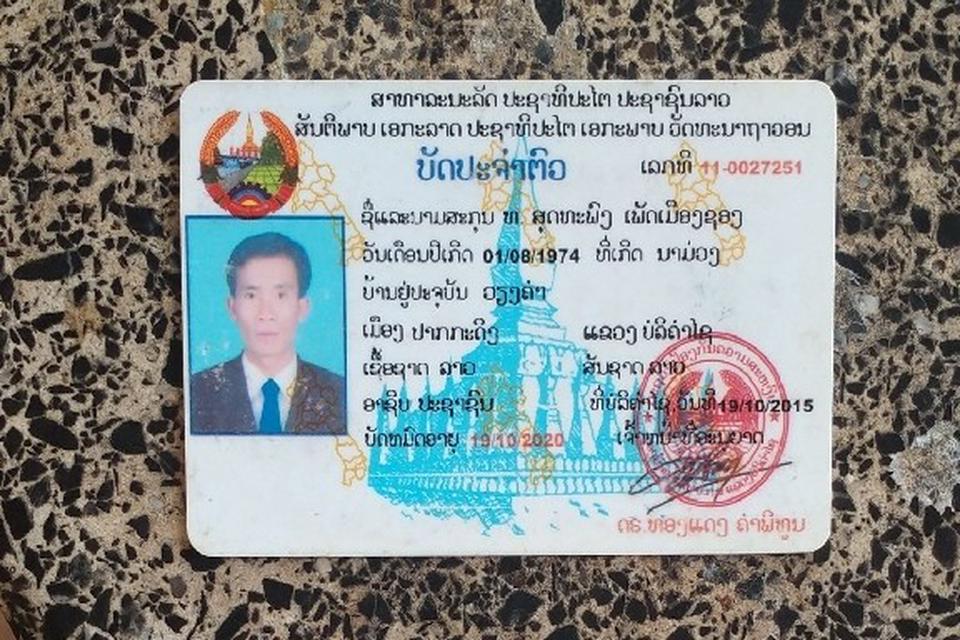 ສາທາລະນະລັດ ປະຊາທິປະໄຕ ປະຊາຊົນລາວ
ສັນຕິພາບ ເອກະລາດ ປະຊາທິປະໄຕ ເອກະພາບ ວັດທະນາຖາວອນ
ບັດປະຈຳຕົວ ເລກທີ 11-0027251
ຊື່ແລະນາມສະກຸນ ທ. ສຸດທະພົງ ເພັດເມືອງຊອງ
ວັນເດືອນປີເກີດ 01/08/1974 ທີ່ເກີດ ນາມ່ວງ
ບ້ານຢູ່ປະຈຸບັນ ວຽງຄຳ
ເມືອງ ປາກກະດິງ ແຂວງ ບໍລິຄຳໄຊ
ເຊື້ອຊາດ ລາວ ສັນຊາດ ລາວ
ອາຊີບ ປະຊາຊົນ ທີ່ບໍລິຄຳໄຊ,ວັນທີ19/10/2015
ບັດຫມົດອາຍຸ 19/10/2020 ເຈົ້າຫນ້າທີ່ອະນຸຍາດ
ດຣ.ທອງແດງ ຄຳພິທູນ